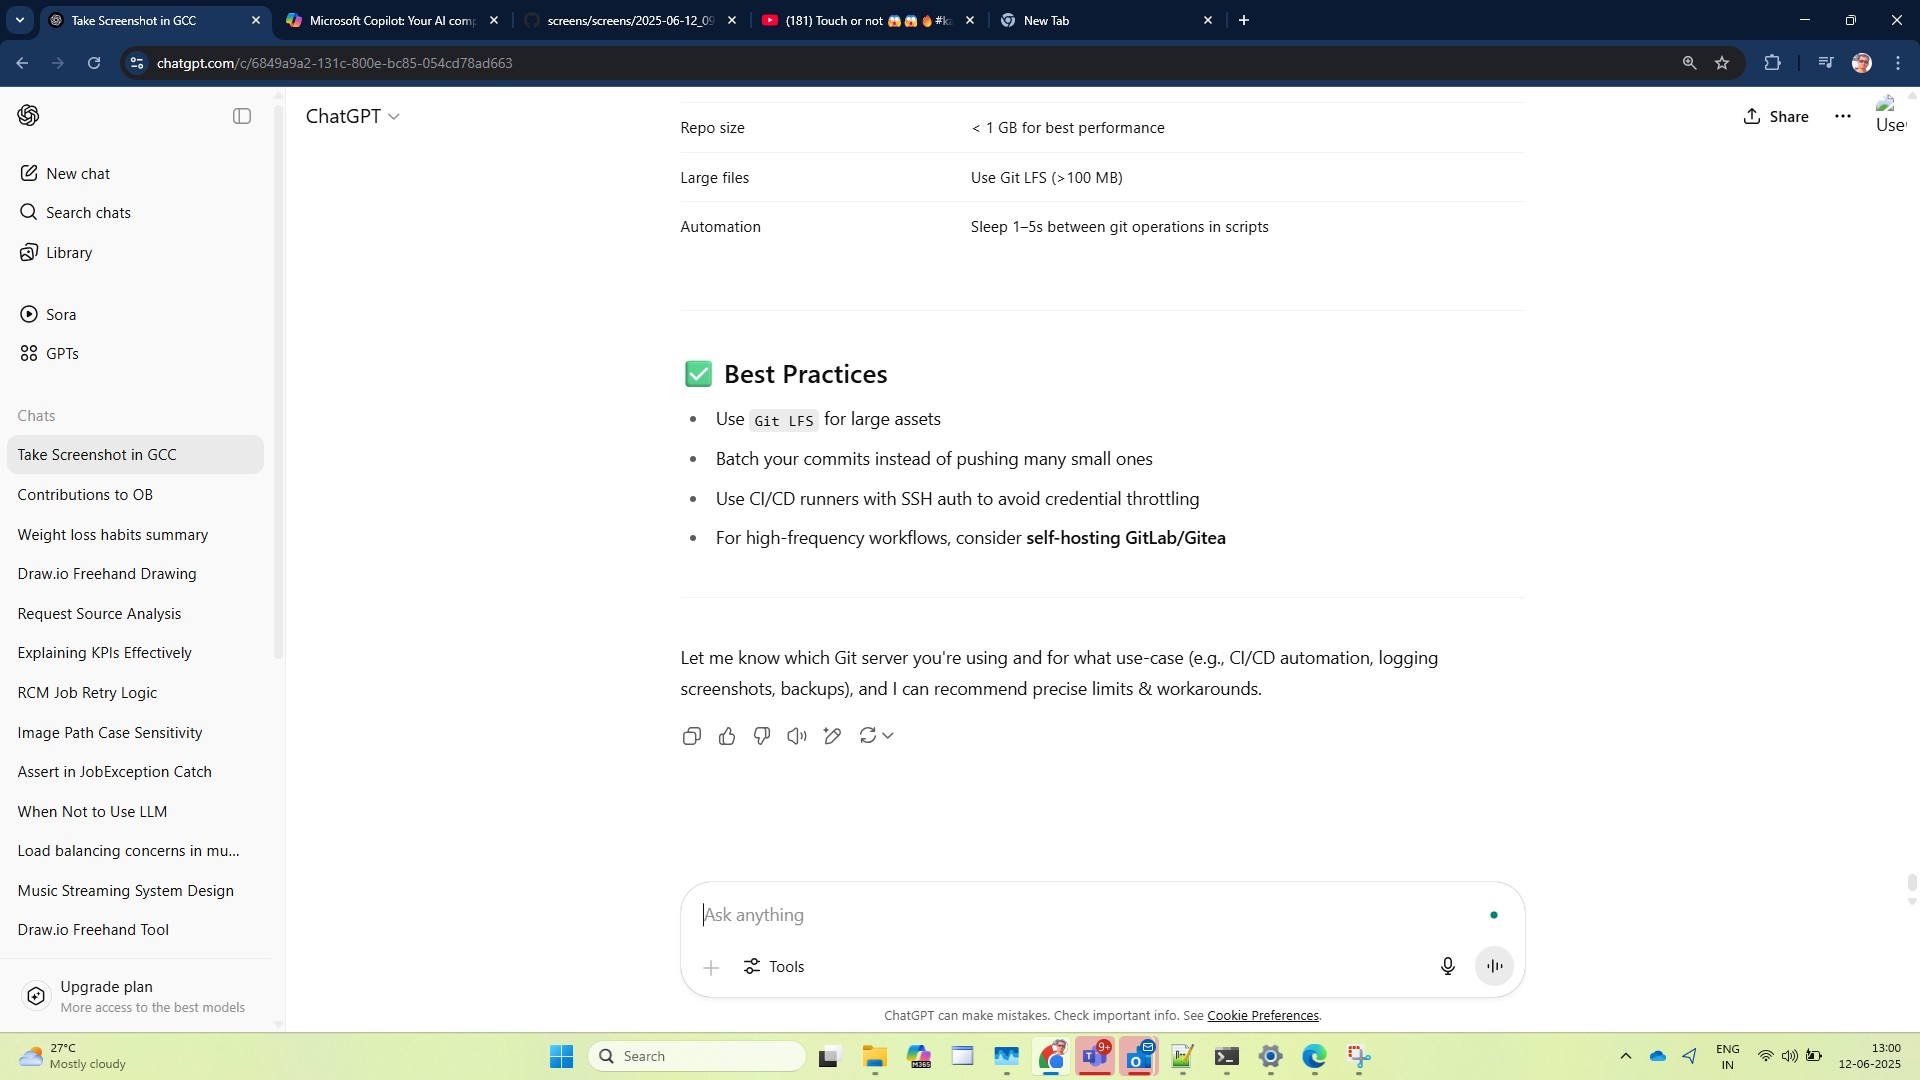 Take Screenshot in GCC
Microsoft Copilot: Your AI comp
screens/screens/2025-06-12_09
(181) Touch or not 😱😱🔥#ka
New Tab
chatgpt.com/c/6849a9a2-131c-800e-bc85-054cd78ad663
ChatGPT
Share
User
New chat
Search chats
Library
Sora
GPTs
Chats
Take Screenshot in GCC
Contributions to OB
Weight loss habits summary
Draw.io Freehand Drawing
Request Source Analysis
Explaining KPIs Effectively
RCM Job Retry Logic
Image Path Case Sensitivity
Assert in JobException Catch
When Not to Use LLM
Load balancing concerns in mu...
Music Streaming System Design
Draw.io Freehand Tool
Upgrade plan
More access to the best models
Repo size < 1 GB for best performance
Large files Use Git LFS (>100 MB)
Automation Sleep 1–5s between git operations in scripts
✅ Best Practices
• Use Git LFS for large assets
• Batch your commits instead of pushing many small ones
• Use CI/CD runners with SSH auth to avoid credential throttling
• For high-frequency workflows, consider self-hosting GitLab/Gitea
Let me know which Git server you're using and for what use-case (e.g., CI/CD automation, logging
screenshots, backups), and I can recommend precise limits & workarounds.
Ask anything
Tools
ChatGPT can make mistakes. Check important info. See Cookie Preferences.
27°C
Mostly cloudy
Search
M365
9+
ENG
IN
13:00
12-06-2025